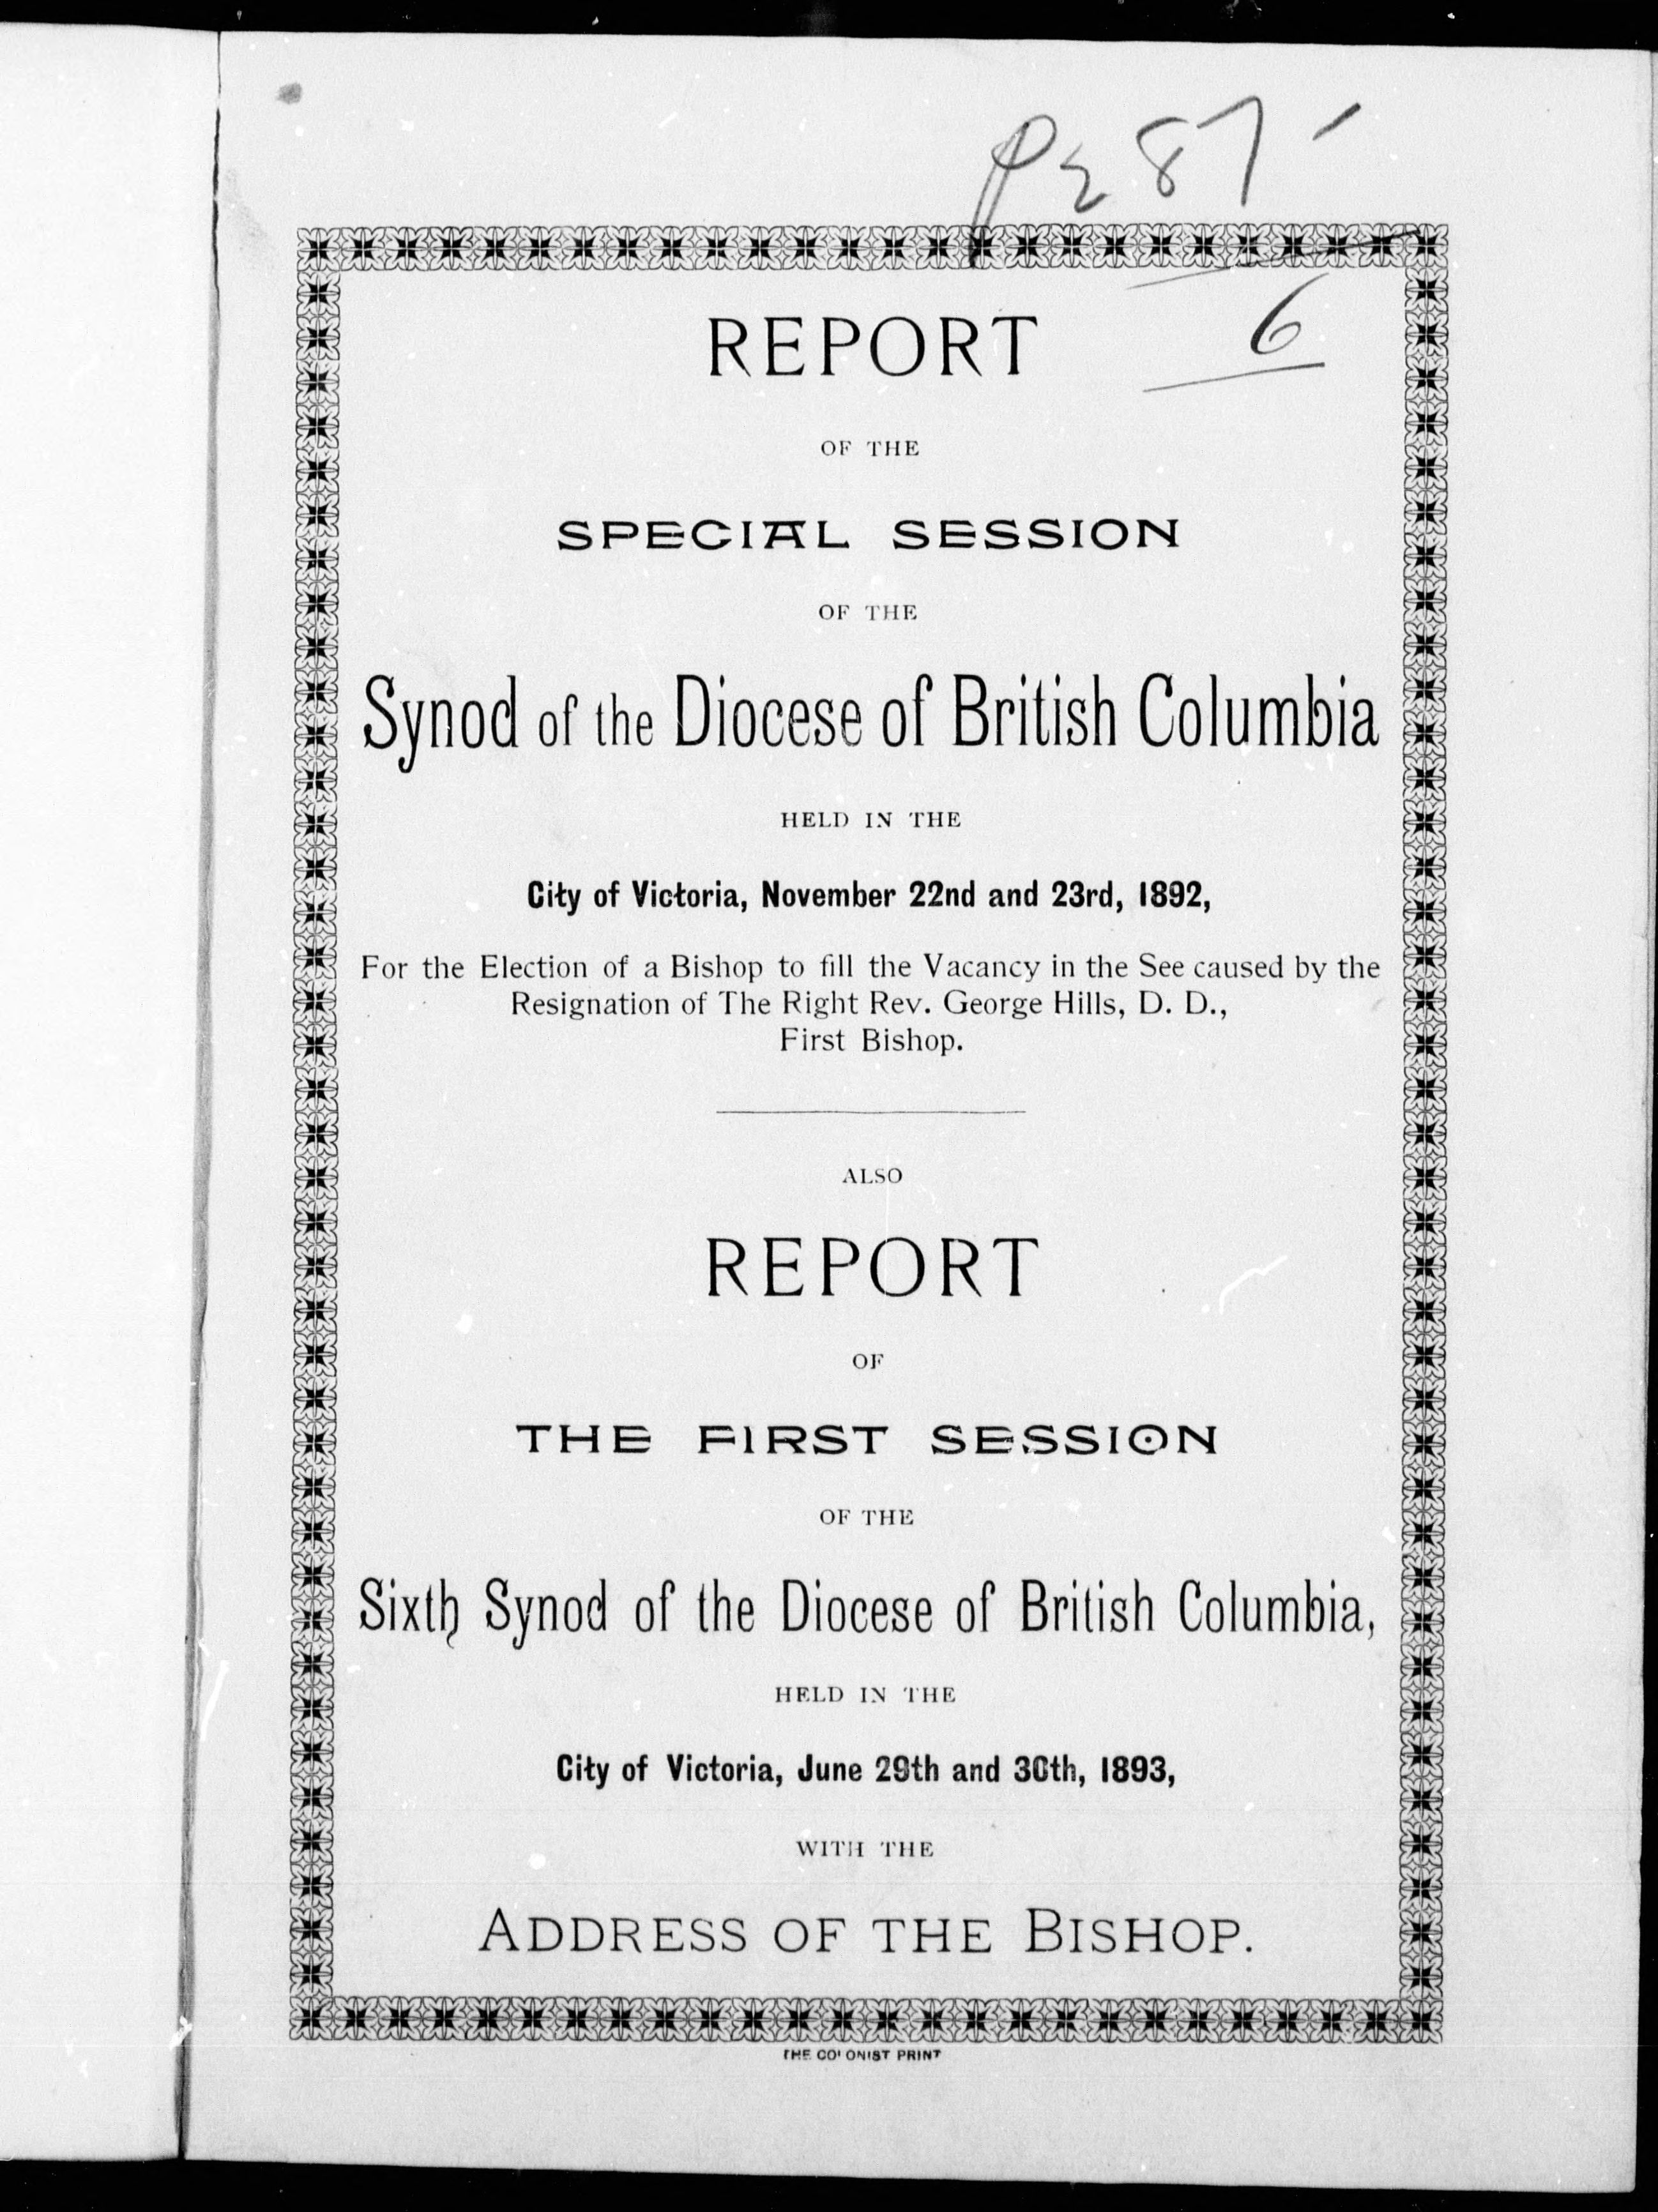 87
6
REPORT
OF THE
SPECIAL SESSION
OF THE
Synod of the Diocese of British Columbia
HELD IN THE
City of Victoria, November 22nd and 23rd, 1892,
For the Election of a Bishop to fill the Vacancy in the See caused by the
Resignation of The Right Rev. George Hills, D. D.,
First Bishop.
ALSO
REPORT
OF
THE FIRST SESSION
OF THE
Sixth Synod of the Diocese of British Columbia,
HELD IN THE
City of Victoria, June 29th and 30th, 1893,
WITH THE
ADDRESS OF THE BISHOP.
THE COLONIST PRINT